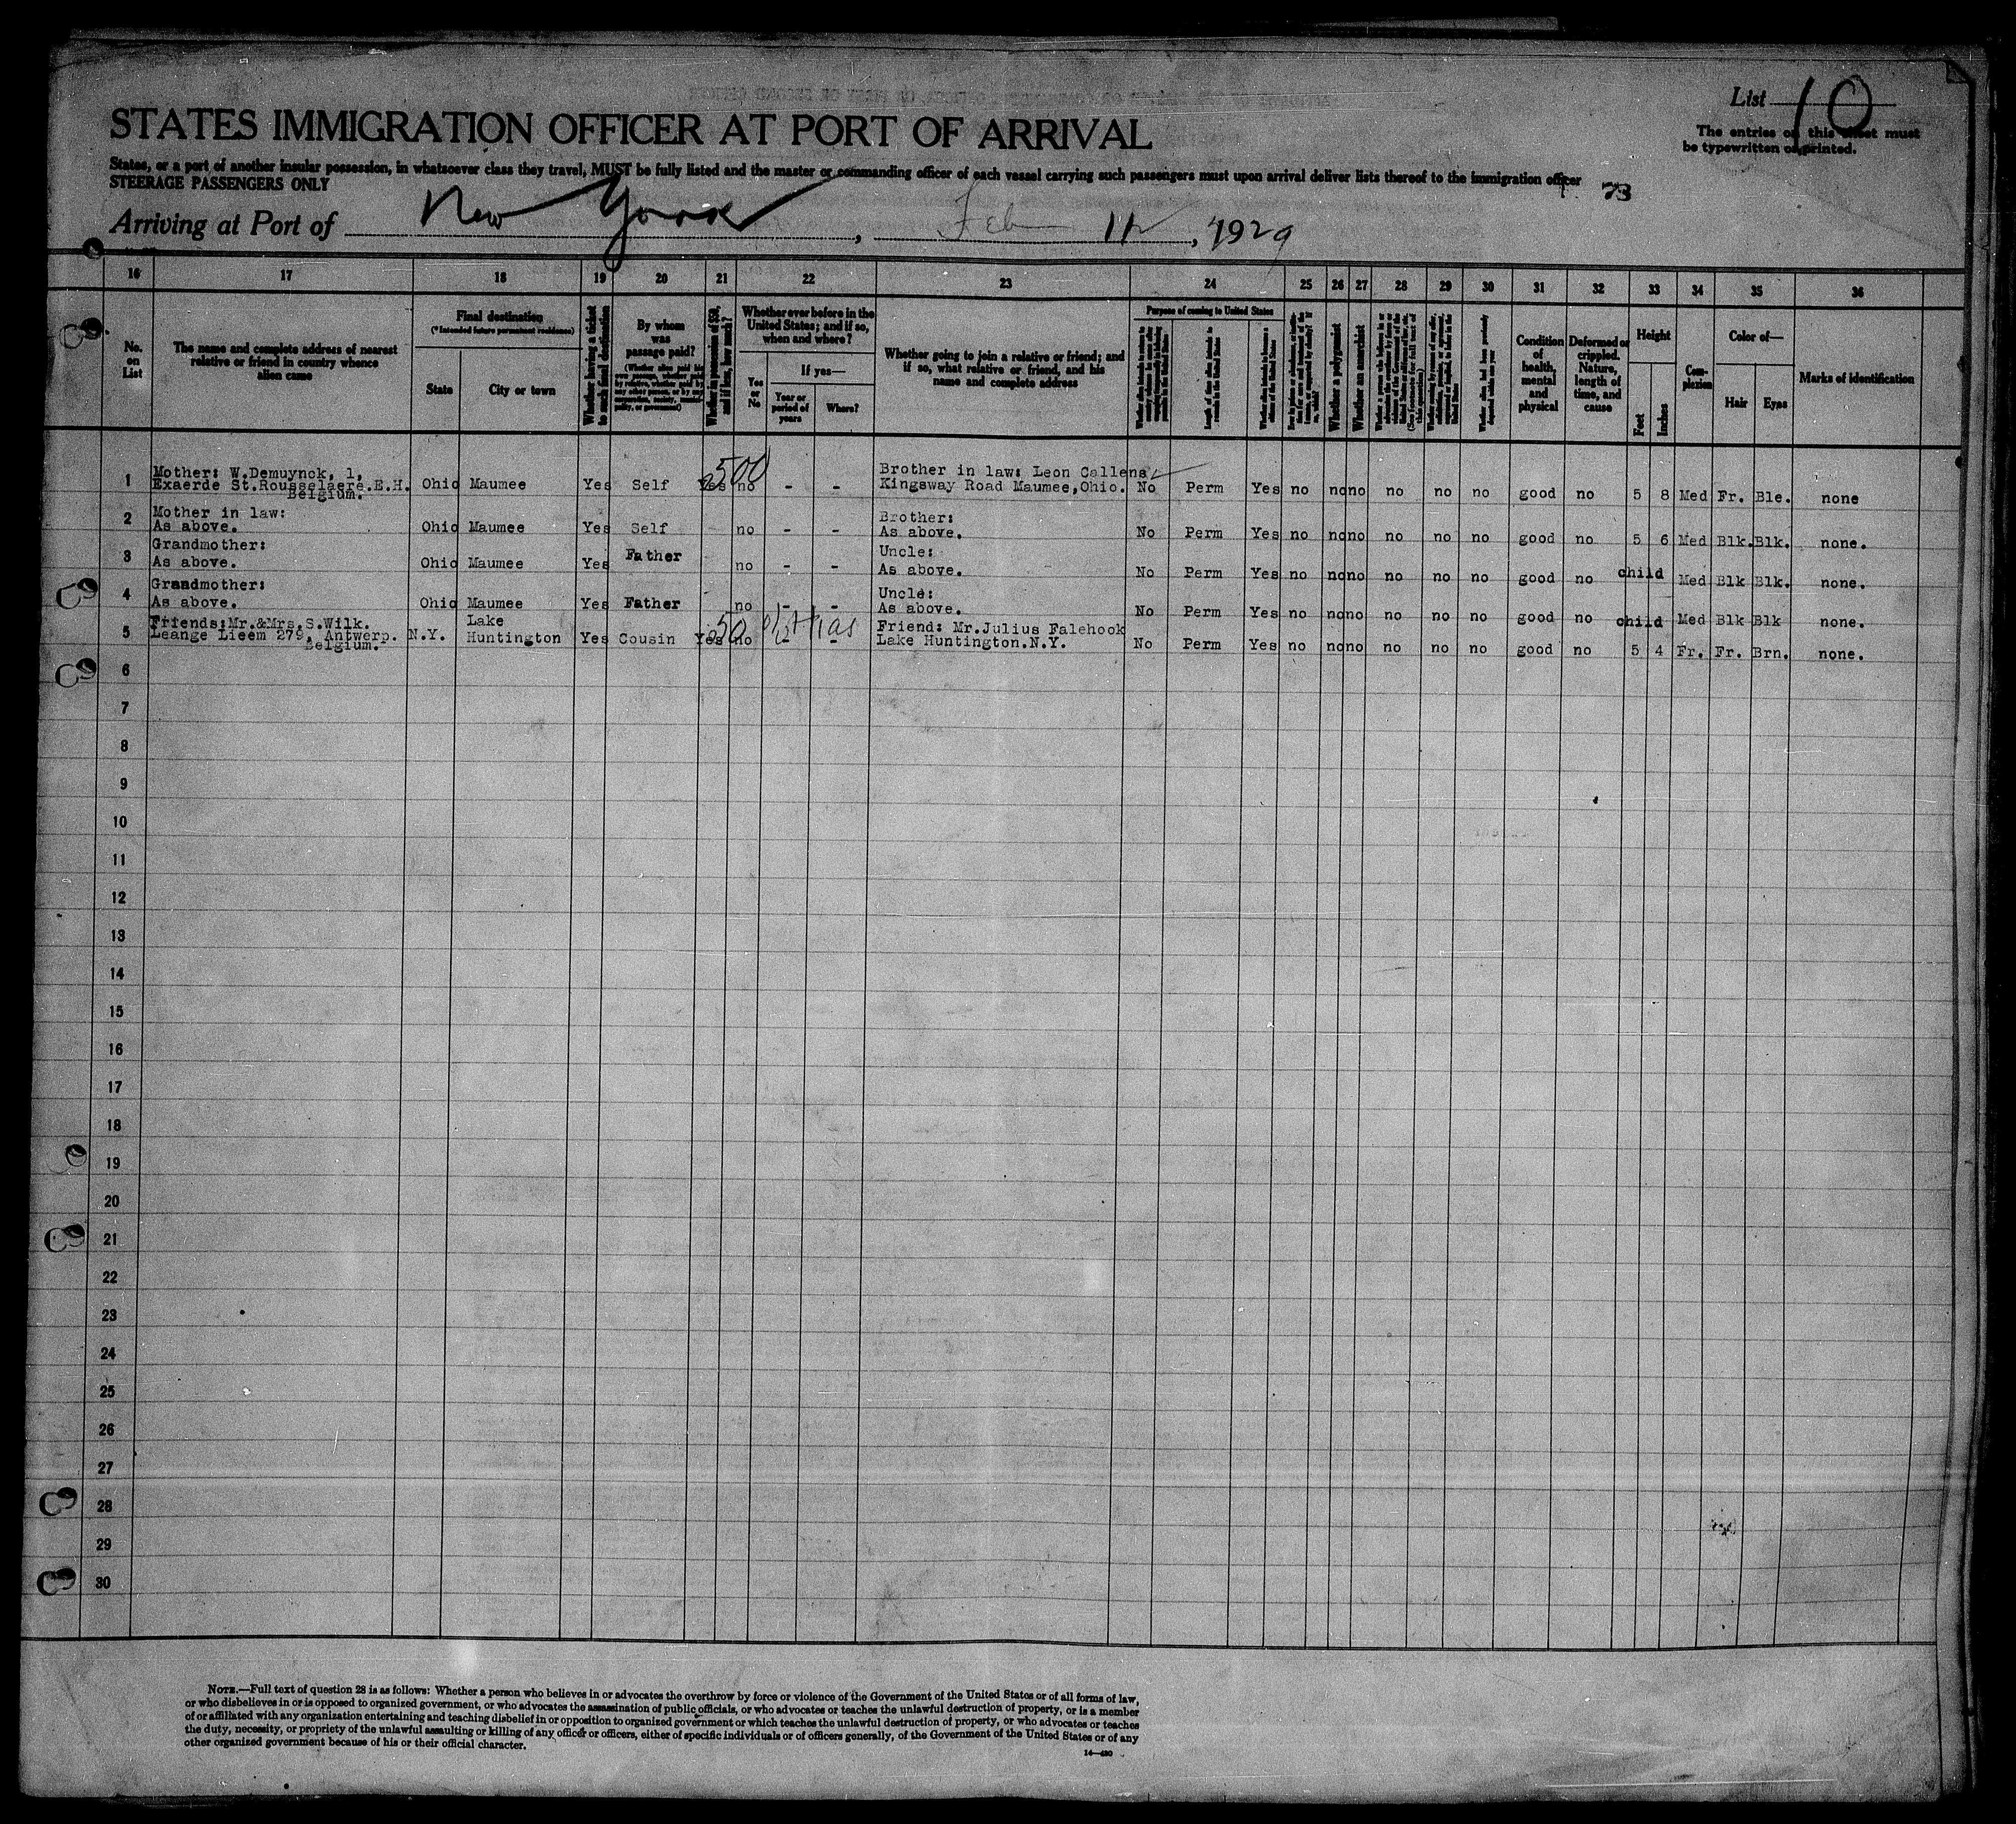 List 10
The entries on this sheet must
be typewritten or printed.
STATES IMMIGRATION OFFICER AT PORT OF ARRIVAL
States, or a port of another insular possession, in whatsoever class they travel, MUST be fully listed and the master or commanding officer of each vessel carrying such passengers must upon arrival deliver lists thereof to the immigration officer
STEERAGE PASSENGERS ONLY
73
Arriving at Port of New York, Feb 11, 1929
16 17 18 19 20 21 22 23 24 25 26 27 28 29 30 31 32 33 34 35 36
No. on List
The name and complete address of nearest relative or friend in country whence alien came
Final destination
(*Intended future permanent residence)
State
City or town
Whether having a ticket to such final destination
By whom was passage paid?
Whether in possession of $50, and if less, how much?
Whether ever before in the United States; and if so, when and where?
Yes or No
If yes—
Year or period of years
Where?
Whether going to join a relative or friend; and if so, what relative or friend, and his name and complete address
Purpose of coming to United States
Whether a polygamist
Whether an anarchist
Condition of health, mental and physical
Deformed or crippled. Nature, length of time, and cause
Height
Feet
Inches
Complexion
Color of—
Hair
Eyes
Marks of identification
1 Mother: W.Demuynck, 1, Exaerde St.Rousselaere.E.H. Belgium. Ohio Maumee Yes Self Yes 500 no - - Brother in law: Leon Callens Kingsway Road Maumee, Ohio. No Perm Yes no no no no no no good no 5 8 Med Fr. Ble. none
2 Mother in law: As above. Ohio Maumee Yes Self no - - Brother: As above. No Perm Yes no no no no no no good no 5 6 Med Blk. Blk. none.
3 Grandmother: As above. Ohio Maumee Yes Father no - - Uncle: As above. No Perm Yes no no no no no no good no child Med Blk Blk. none.
4 Grandmother: As above. Ohio Maumee Yes Father no - - Uncle: As above. No Perm Yes no no no no no no good no child Med Blk Blk none.
5 Friends:Mr.&Mrs.S.Wilk. Leange Lieem 279, Antwerp. Belgium. N.Y. Lake Huntington Yes Cousin Yes 50 no - - Friend: Mr.Julius Falehook Lake Huntington.N.Y. No Perm Yes no no no no no no good no 5 4 Fr. Fr. Brn. none.
6
7
8
9
10
11
12
13
14
15
16
17
18
19
20
21
22
23
24
25
26
27
28
29
30
NOTE.—Full text of question 28 is as follows: Whether a person who believes in or advocates the overthrow by force or violence of the Government of the United States or of all forms of law,
or who disbelieves in or is opposed to organized government, or who advocates the assassination of public officials, or who advocates or teaches the unlawful destruction of property, or is a member
of or affiliated with any organization entertaining and teaching disbelief in or opposition to organized government or which teaches the unlawful destruction of property, or who advocates or teaches
the duty, necessity, or propriety of the unlawful assaulting or killing of any officer or officers, either of specific individuals or of officers generally, of the Government of the United States or of any
other organized government because of his or their official character.
14—430